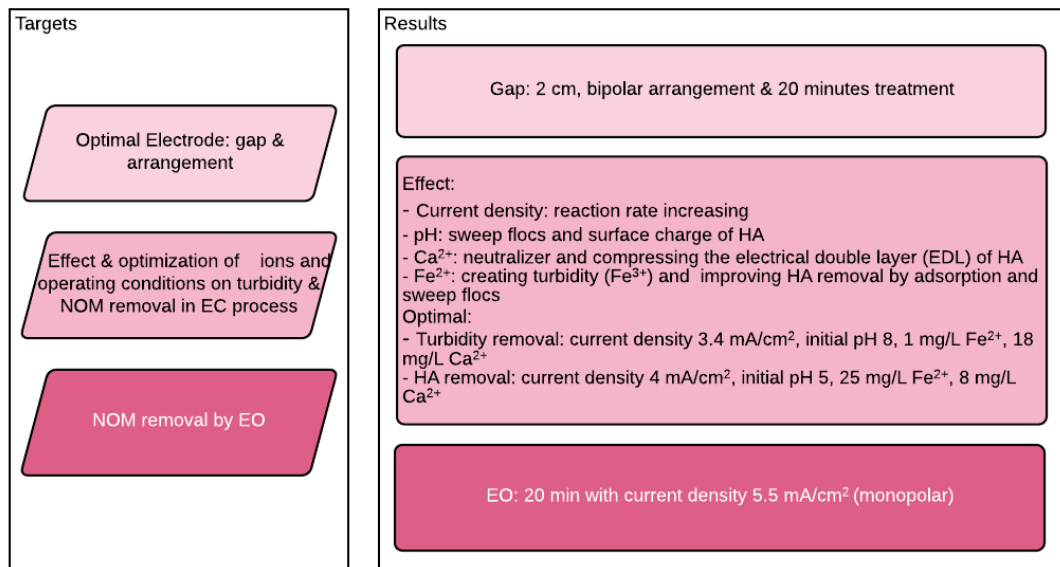 Targets
Optimal Electrode: gap &
arrangement
Effect & optimization of ions and
operating conditions on turbidity &
NOM removal in EC process
NOM removal by EO
Results
Gap: 2 cm, bipolar arrangement & 20 minutes treatment
Effect:
- Current density: reaction rate increasing
- pH: sweep flocs and surface charge of HA
- Ca²⁺: neutralizer and compressing the electrical double layer (EDL) of HA
- Fe²⁺: creating turbidity (Fe³⁺) and improving HA removal by adsorption and
sweep flocs
Optimal:
- Turbidity removal: current density 3.4 mA/cm², initial pH 8, 1 mg/L Fe²⁺, 18
mg/L Ca²⁺
- HA removal: current density 4 mA/cm², initial pH 5, 25 mg/L Fe²⁺, 8 mg/L
Ca²⁺
EO: 20 min with current density 5.5 mA/cm² (monopolar)